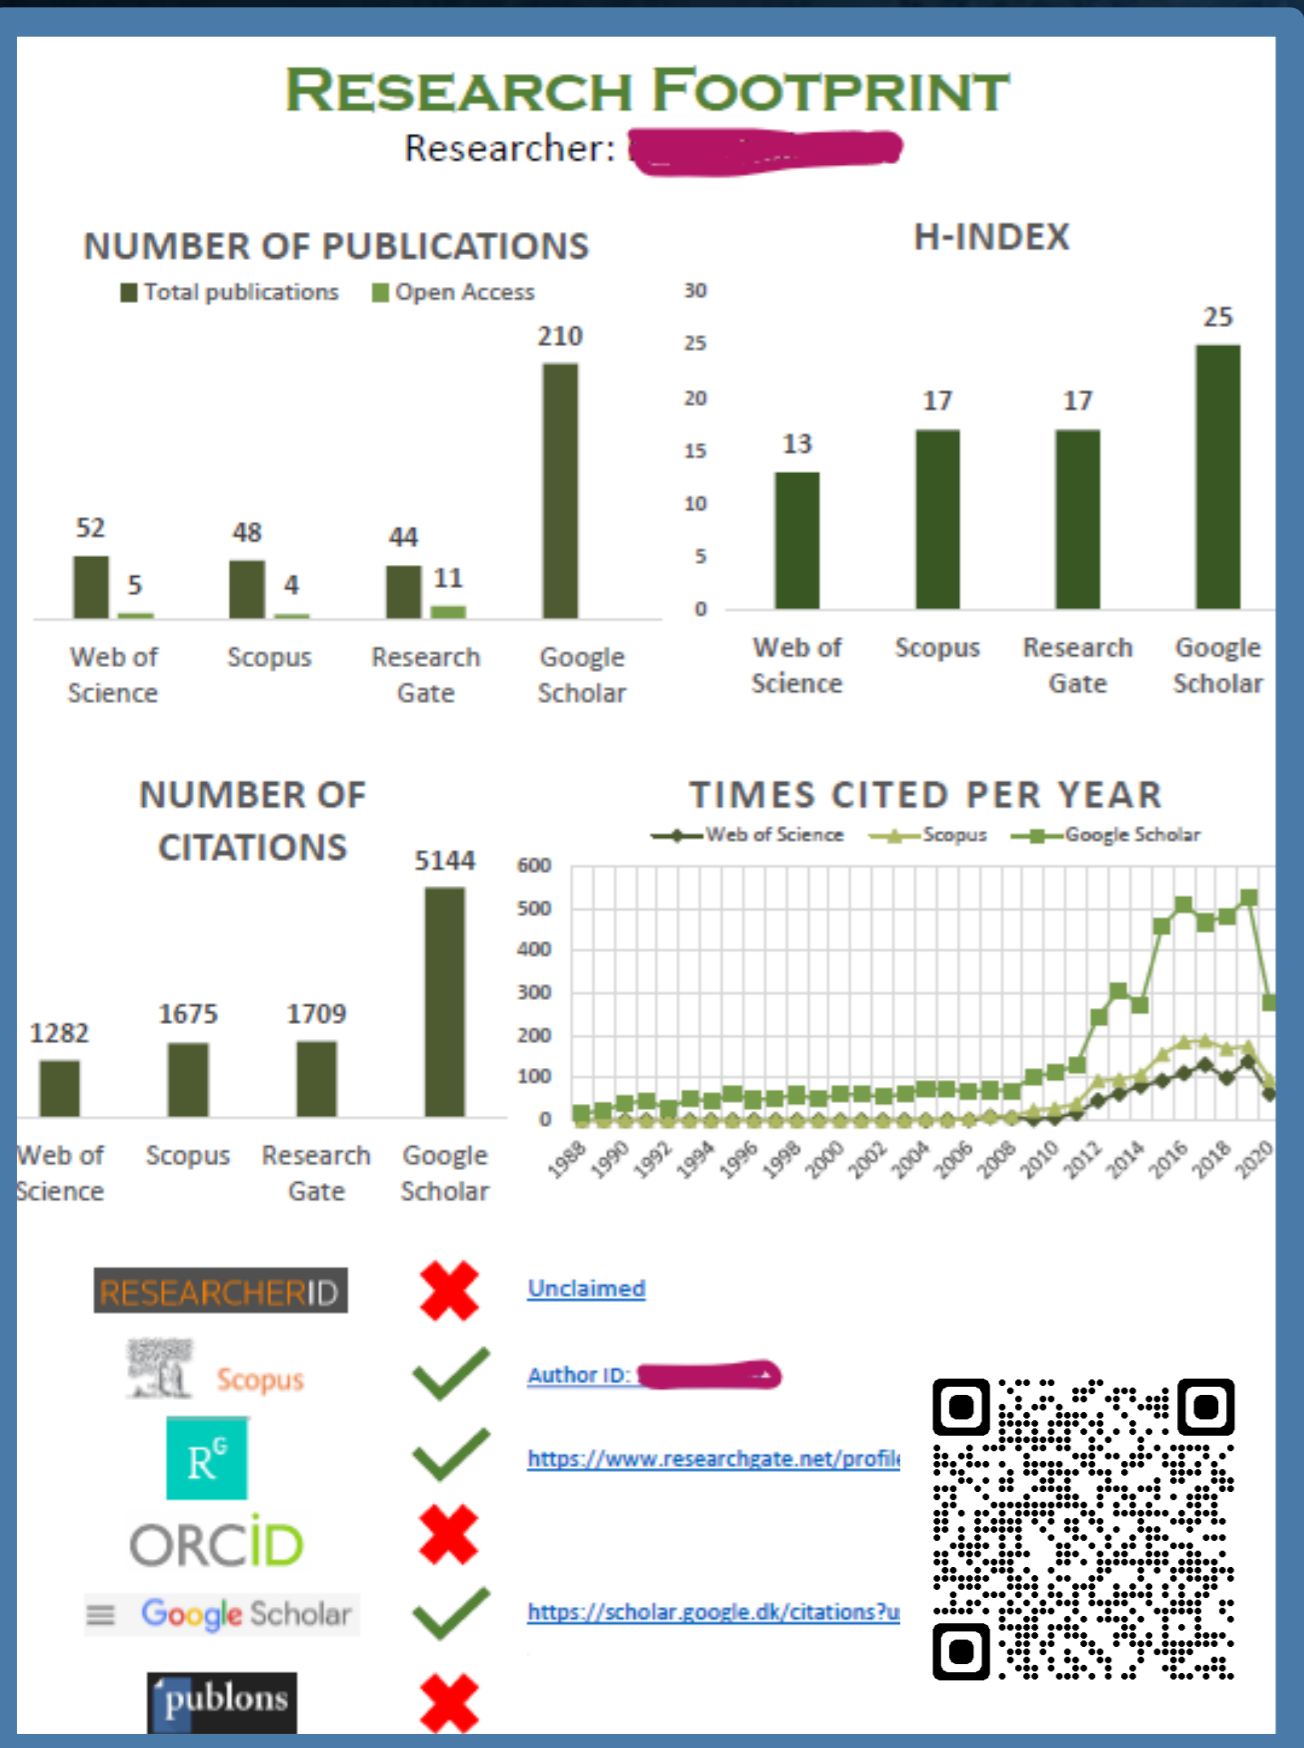 RESEARCH FOOTPRINT
Researcher:
NUMBER OF PUBLICATIONS
Total publications Open Access
210
52
5
48
4
44
11
Web of Science
Scopus
Research Gate
Google Scholar
H-INDEX
30
25
20
15
10
5
0
13
17
17
25
Web of Science
Scopus
Research Gate
Google Scholar
NUMBER OF
CITATIONS
1282
1675
1709
5144
Web of Science
Scopus
Research Gate
Google Scholar
TIMES CITED PER YEAR
Web of Science Scopus Google Scholar
600
500
400
300
200
100
0
1988 1990 1992 1994 1996 1998 2000 2002 2004 2006 2008 2010 2012 2014 2016 2018 2020
RESEARCHERID
Unclaimed
Scopus
Author ID:
RG
https://www.researchgate.net/profile
ORCID
Google Scholar
https://scholar.google.dk/citations?u
publons